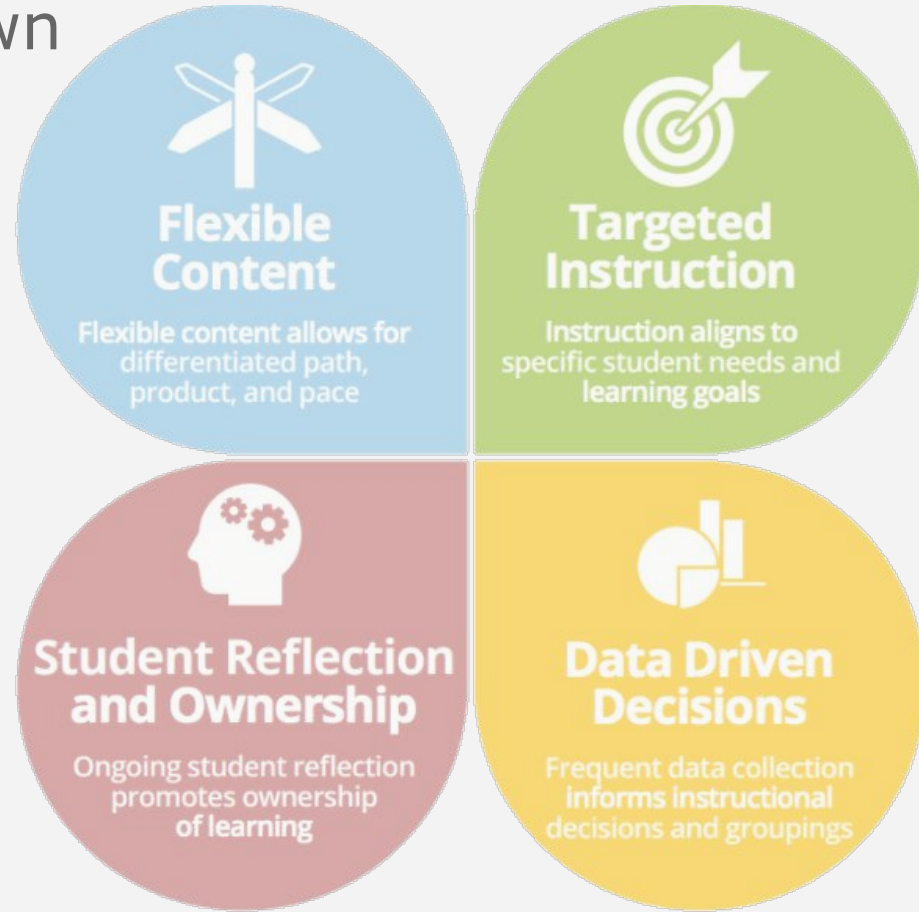 Flexible
Content
Flexible content allows for
differentiated path,
product, and pace
Targeted
Instruction
Instruction aligns to
specific student needs and
learning goals
Student Reflection
and Ownership
Ongoing student reflection
promotes ownership
of learning
Data Driven
Decisions
Frequent data collection
informs instructional
decisions and groupings